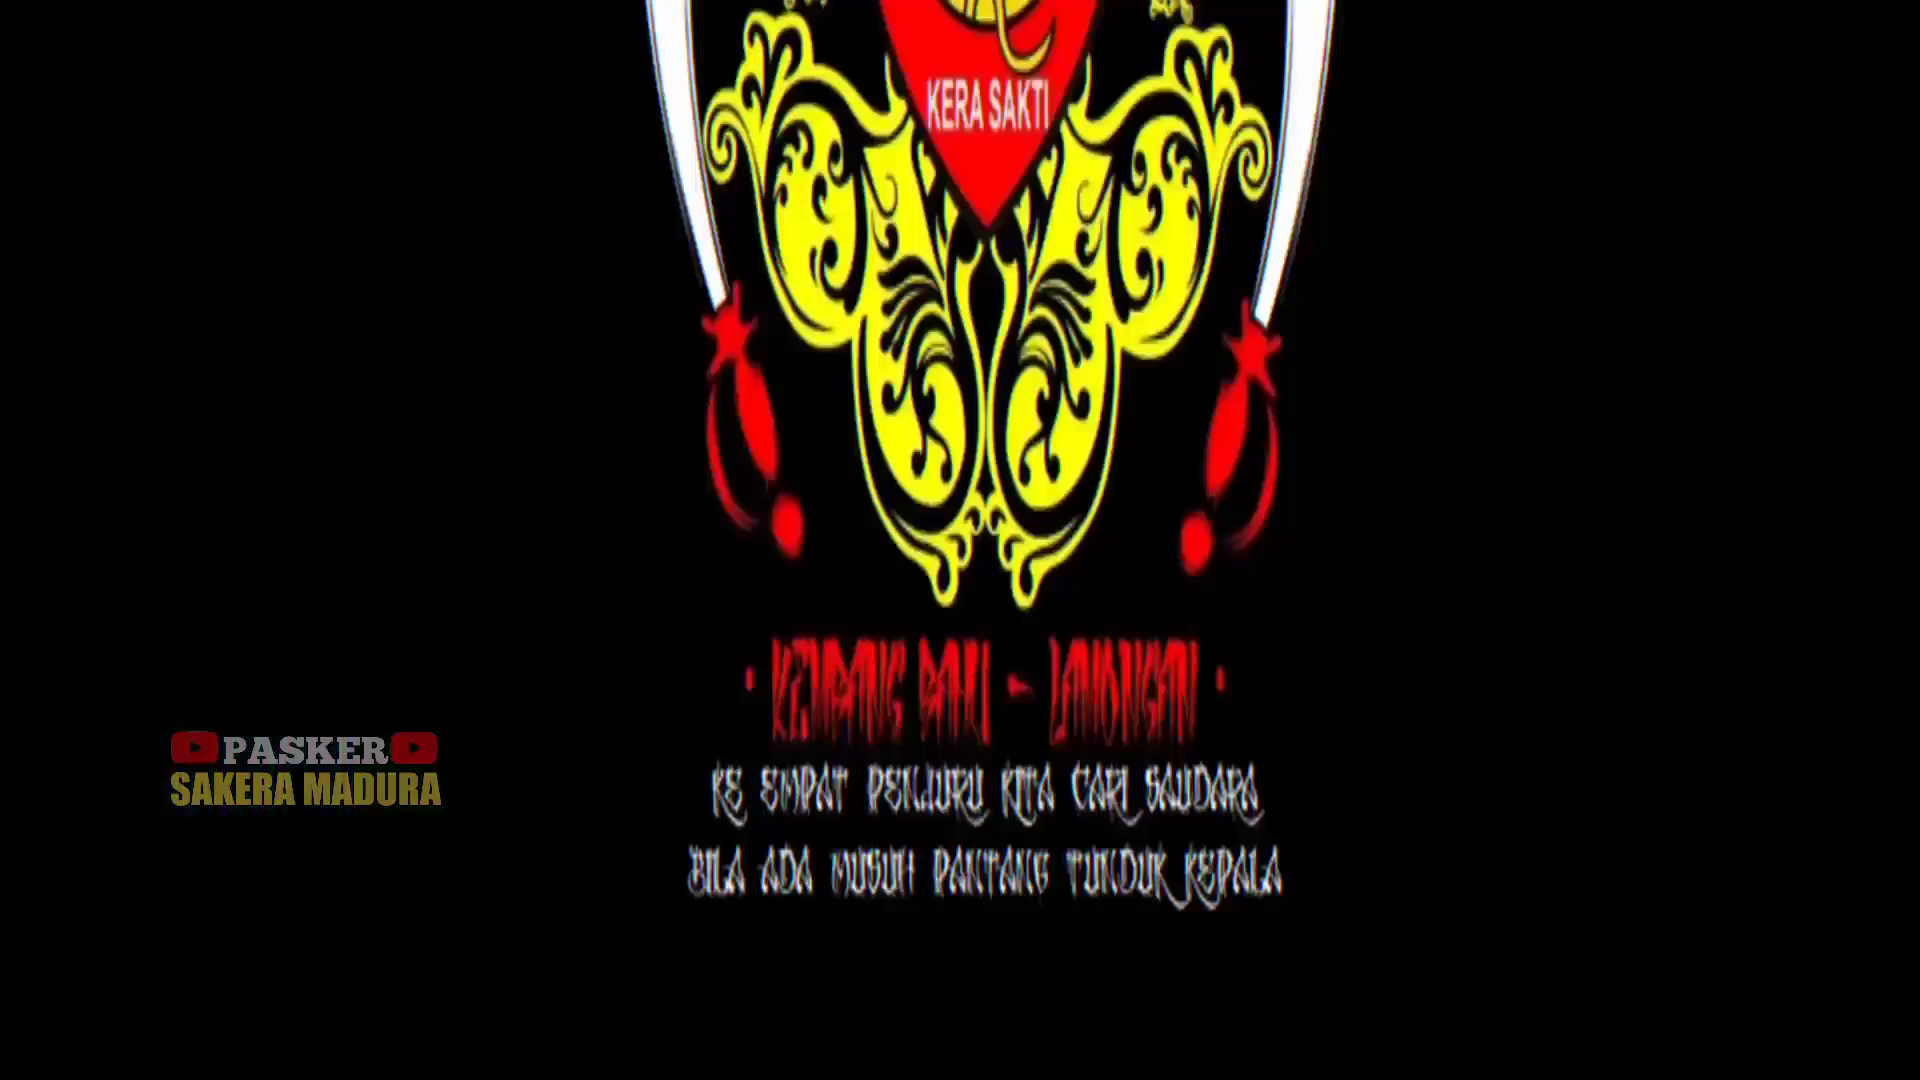 KERA SAKTI
KEMBANG BAHU - LAMONGAN
PASKER
SAKERA MADURA
KE EMPAT PENJURU KITA CARI SAUDARA
BILA ADA MUSUH PANTANG TUNDUK KEPALA